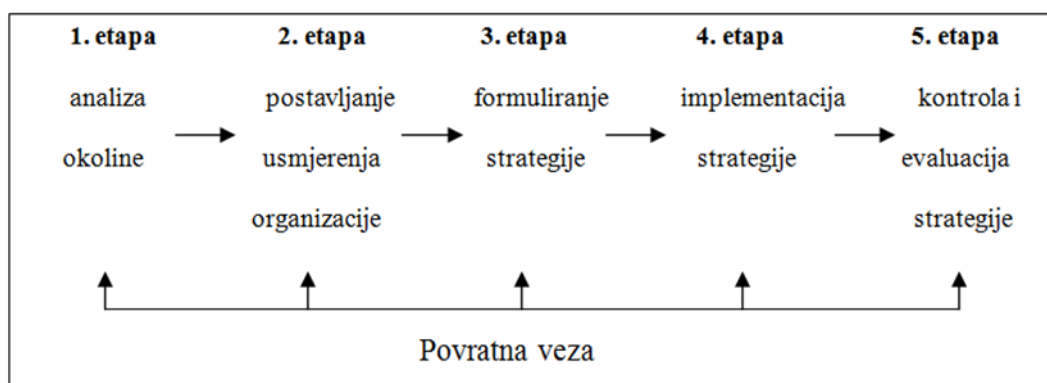 1. etapa 2. etapa 3. etapa 4. etapa 5. etapa
analiza postavljanje formuliranje implementacija kontrola i
okoline usmjerenja strategije strategije evaluacija
organizacije strategije
Povratna veza